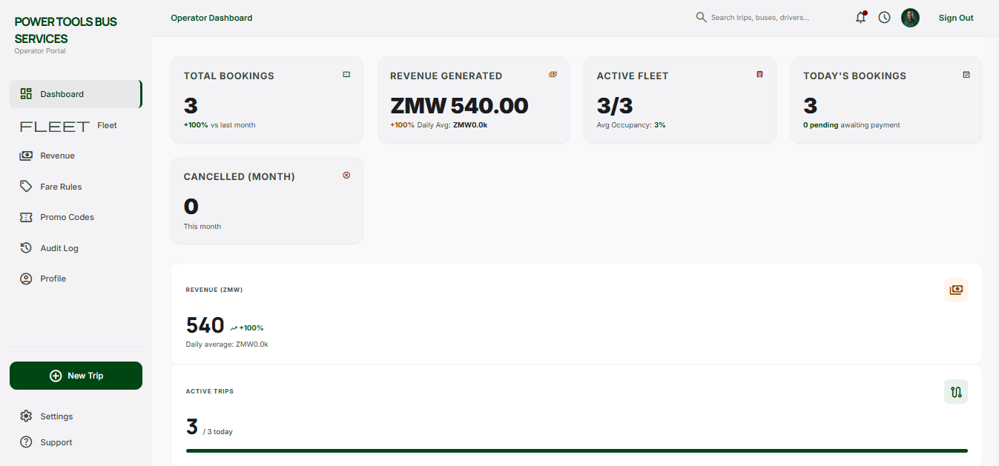 POWER TOOLS BUS
SERVICES
Operator Portal
Dashboard
FLEET Fleet
Revenue
Fare Rules
Promo Codes
Audit Log
Profile
New Trip
Settings
Support
Operator Dashboard
Search trips, buses, drivers...
Sign Out
TOTAL BOOKINGS
3
+100% vs last month
REVENUE GENERATED
ZMW 540.00
+100% Daily Avg: ZMW0.0k
ACTIVE FLEET
3/3
Avg Occupancy: 3%
TODAY'S BOOKINGS
3
0 pending awaiting payment
CANCELLED (MONTH)
0
This month
REVENUE (ZMW)
540 +100%
Daily average: ZMW0.0k
ACTIVE TRIPS
3 / 3 today